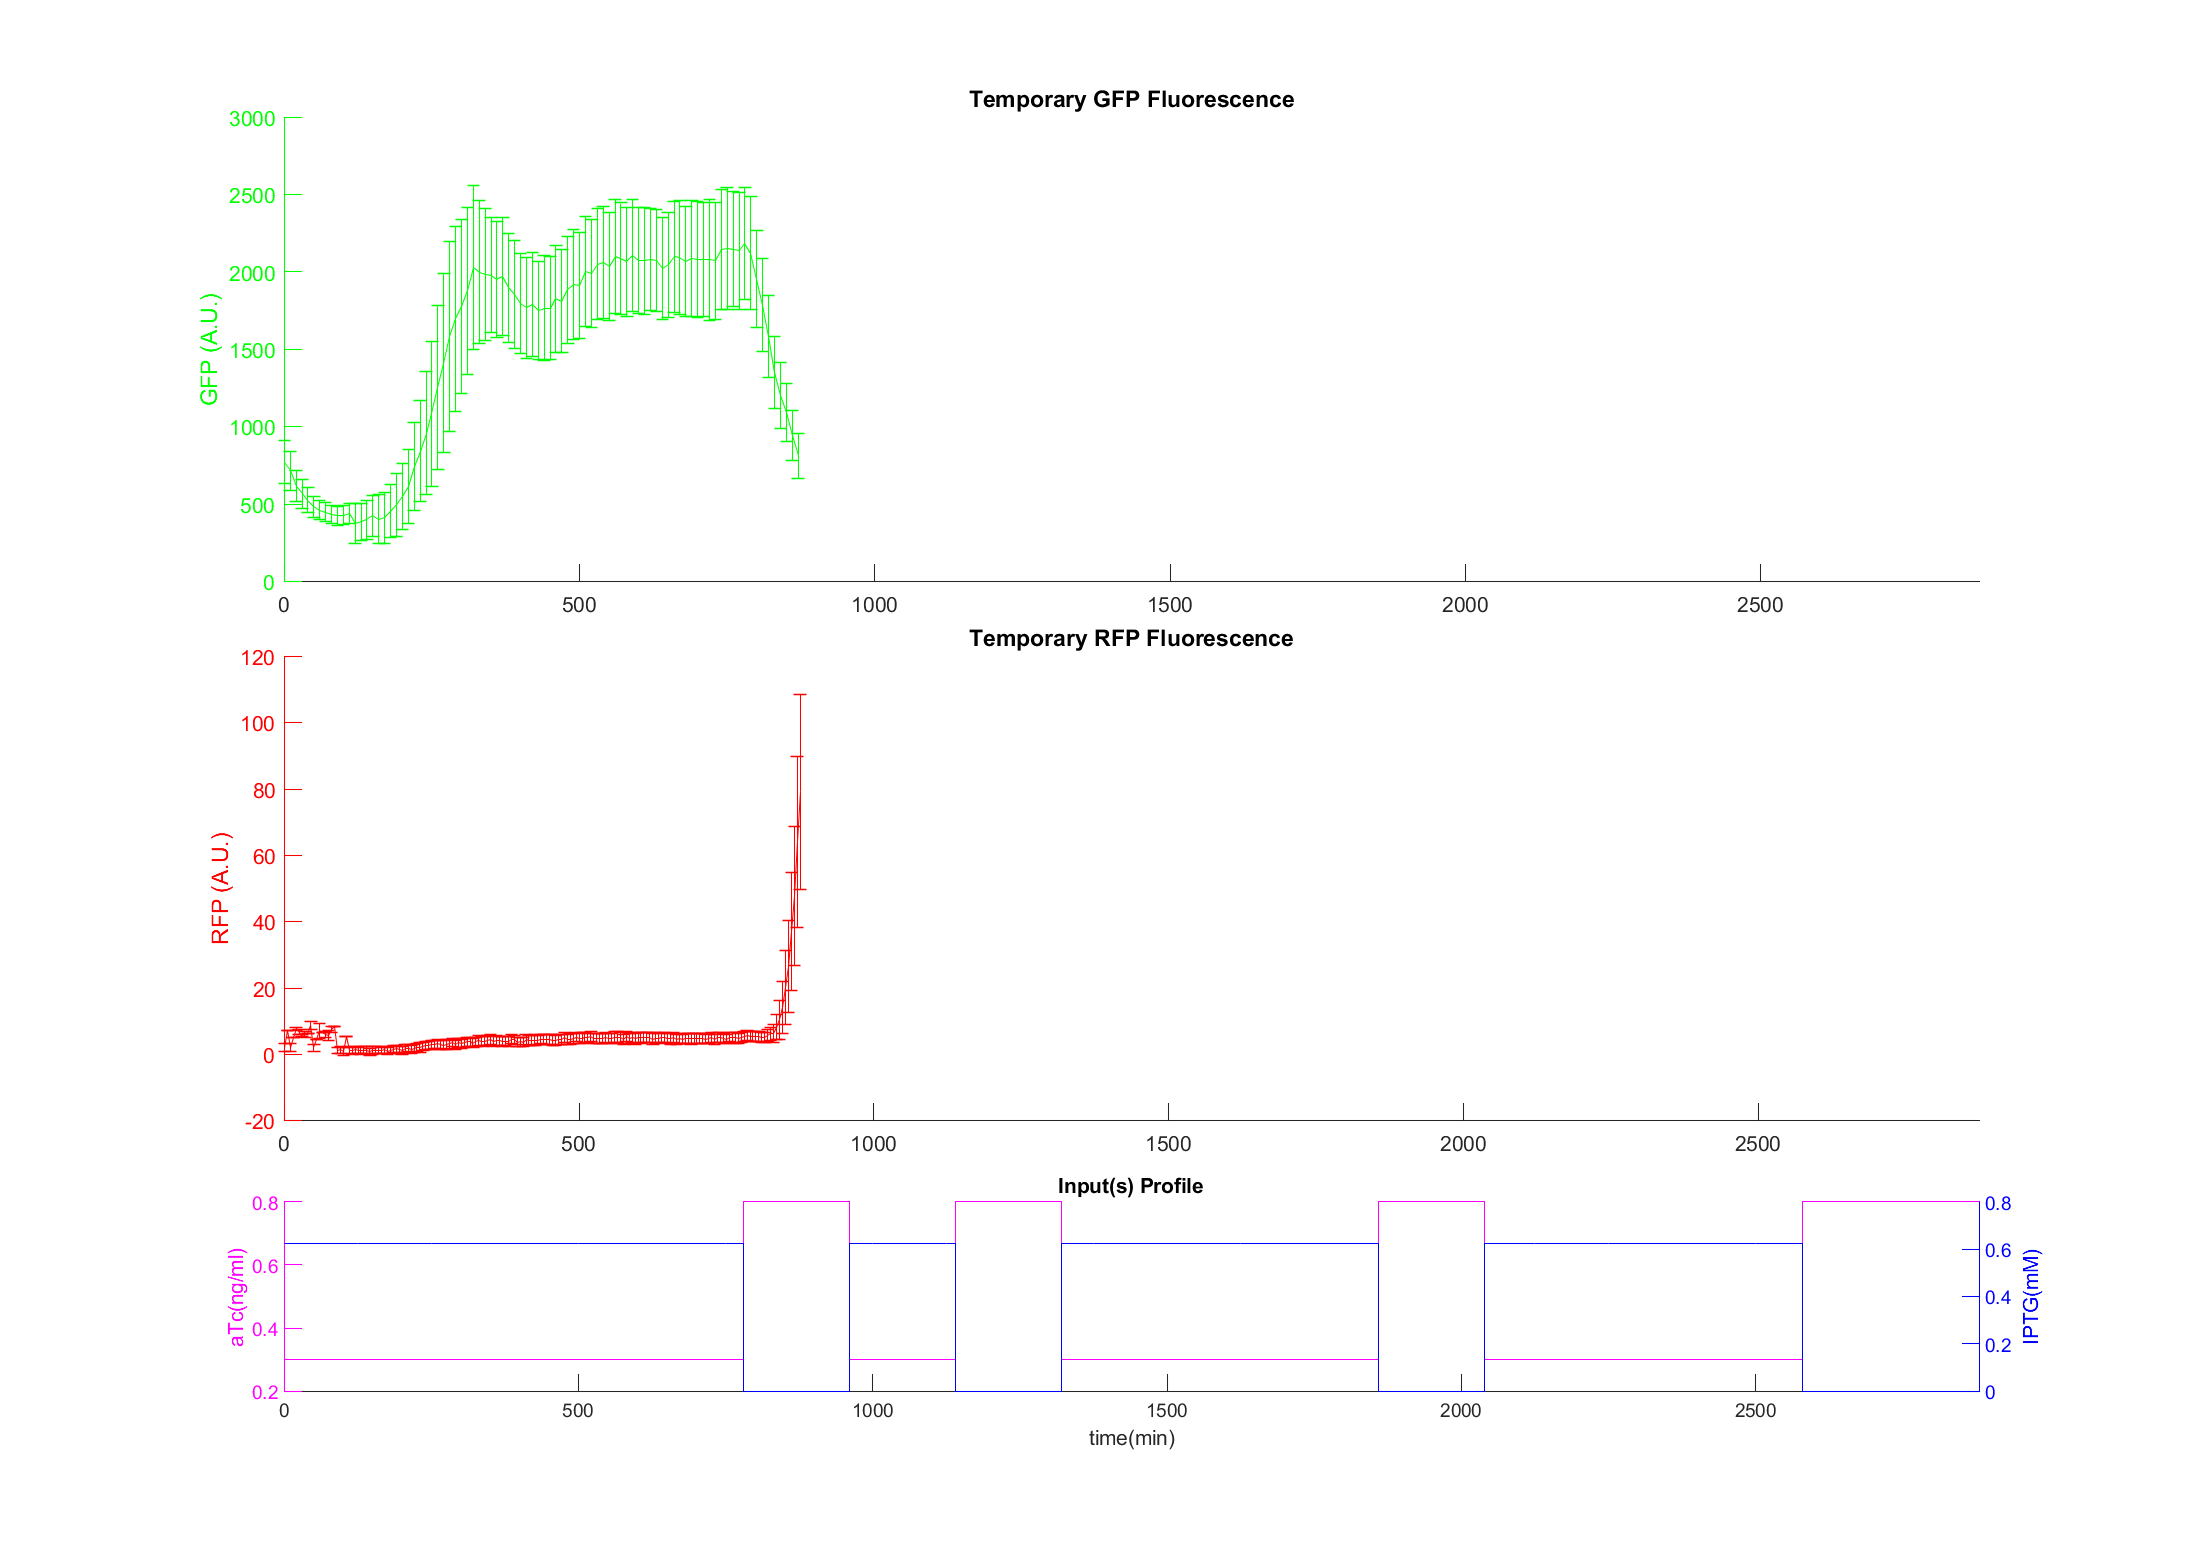 Temporary GFP Fluorescence
3000
2500
2000
1500
1000
500
0
GFP (A.U.)
0 500 1000 1500 2000 2500
Temporary RFP Fluorescence
120
100
80
60
40
20
0
-20
RFP (A.U.)
0 500 1000 1500 2000 2500
Input(s) Profile
0.8
0.6
0.4
0.2
aTc(ng/ml)
0.8
0.6
0.4
0.2
0
IPTG(mM)
0 500 1000 1500 2000 2500
time(min)